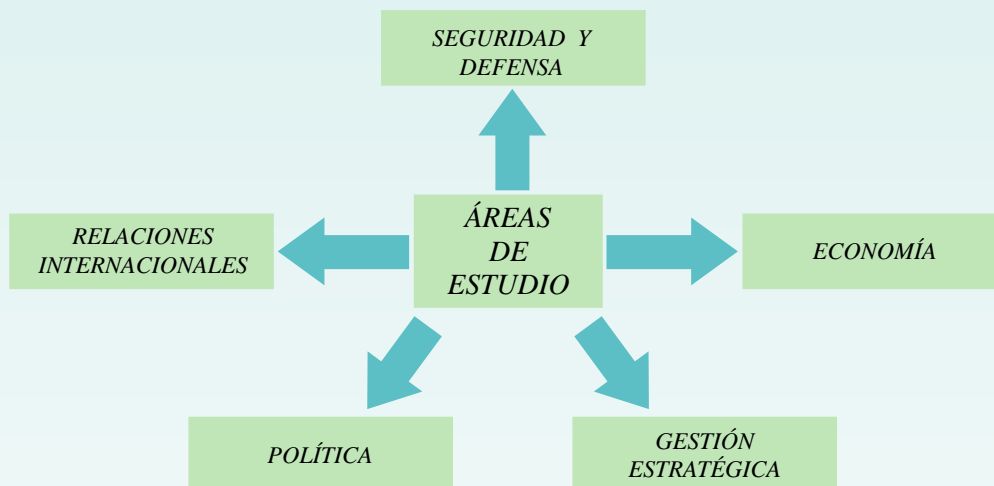 SEGURIDAD Y
DEFENSA
RELACIONES
INTERNACIONALES
ÁREAS
DE
ESTUDIO
ECONOMÍA
POLÍTICA
GESTIÓN
ESTRATÉGICA